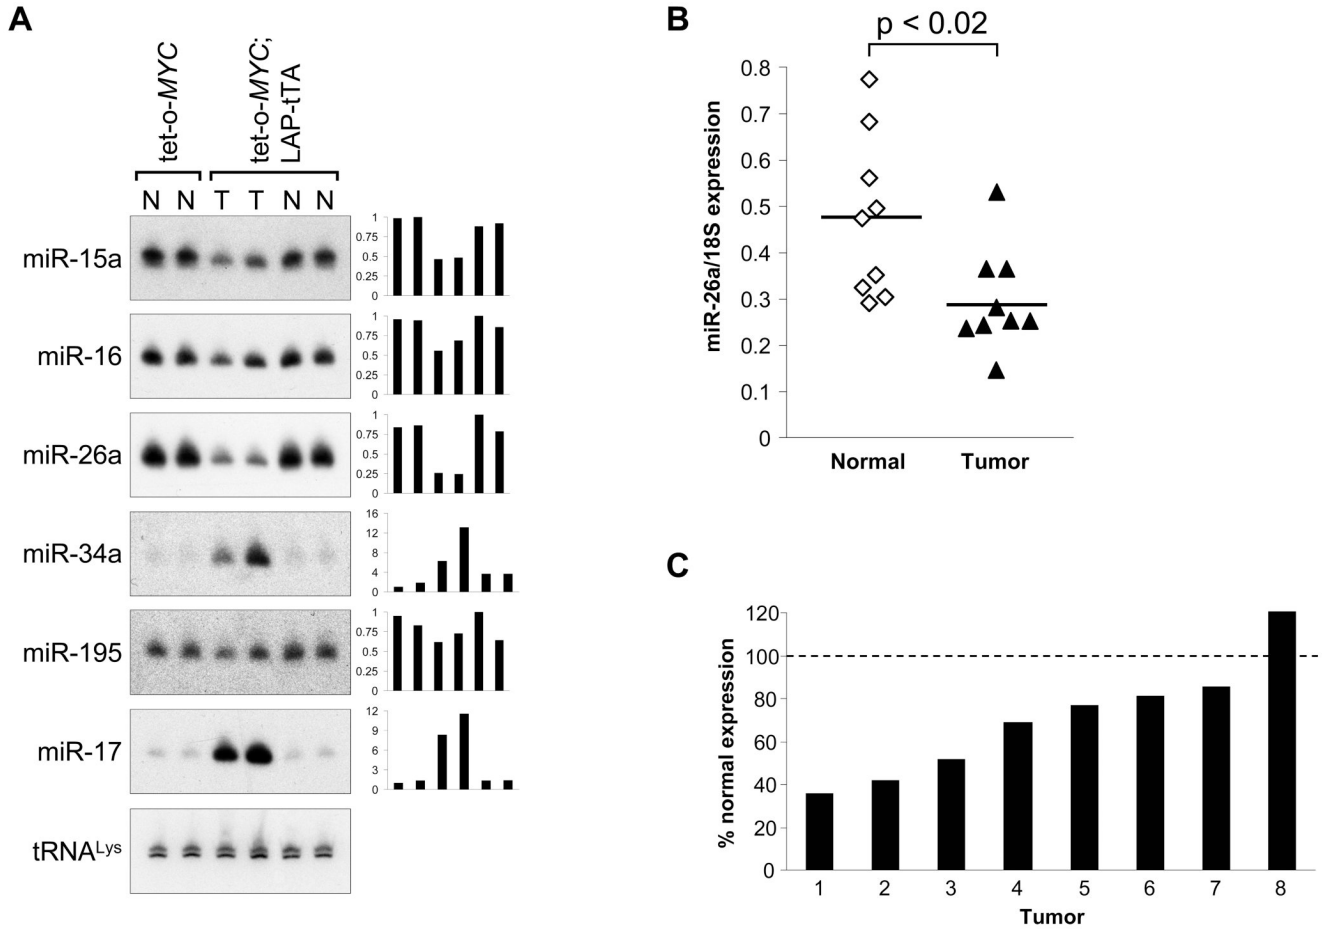 A
tet-o-MYC
tet-o-MYC;
LAP-tTA
N N T T N N
miR-15a
1
0.75
0.5
0.25
0
miR-16
1
0.75
0.5
0.25
0
miR-26a
1
0.75
0.5
0.25
0
miR-34a
16
12
8
4
0
miR-195
1
0.75
0.5
0.25
0
miR-17
12
9
6
3
0
tRNALys
B
p < 0.02
miR-26a/18S expression
0.8
0.7
0.6
0.5
0.4
0.3
0.2
0.1
0
Normal Tumor
C
% normal expression
120
100
80
60
40
20
0
1 2 3 4 5 6 7 8
Tumor